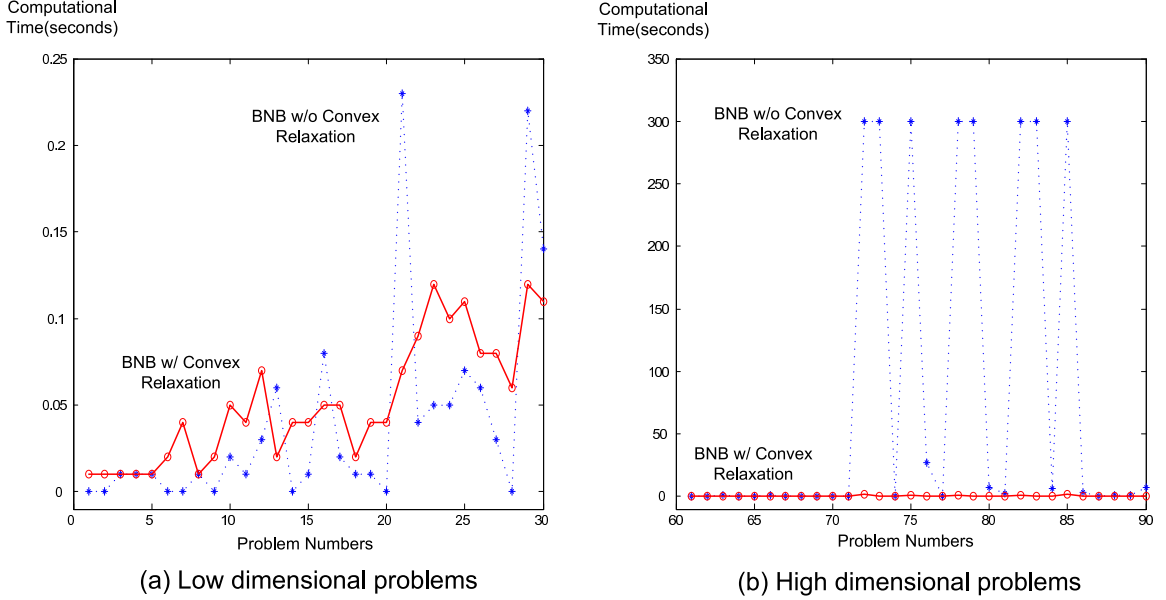 Computational
Time(seconds)
0.25
0.2
0.15
0.1
0.05
0
0 5 10 15 20 25 30
BNB w/o Convex
Relaxation
BNB w/ Convex
Relaxation
Problem Numbers
(a) Low dimensional problems
Computational
Time(seconds)
350
300
250
200
150
100
50
0
60 65 70 75 80 85 90
BNB w/o Convex
Relaxation
BNB w/ Convex
Relaxation
Problem Numbers
(b) High dimensional problems